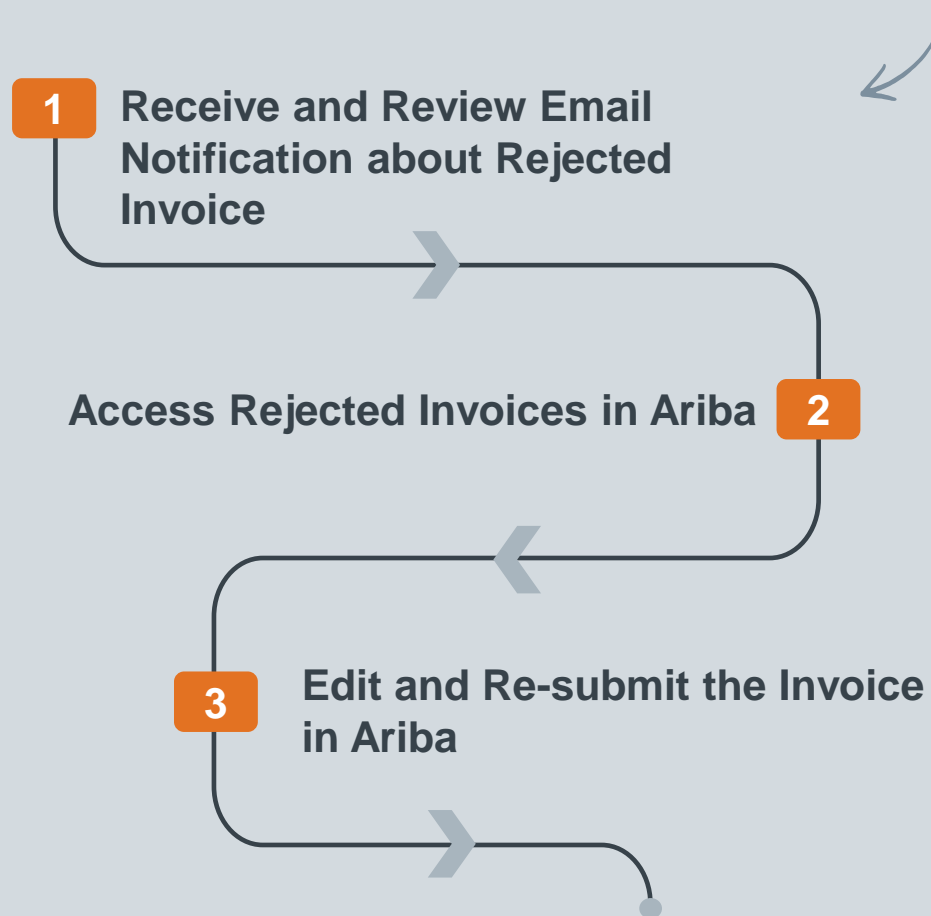 1
Receive and Review Email
Notification about Rejected
Invoice
Access Rejected Invoices in Ariba
2
3
Edit and Re-submit the Invoice
in Ariba